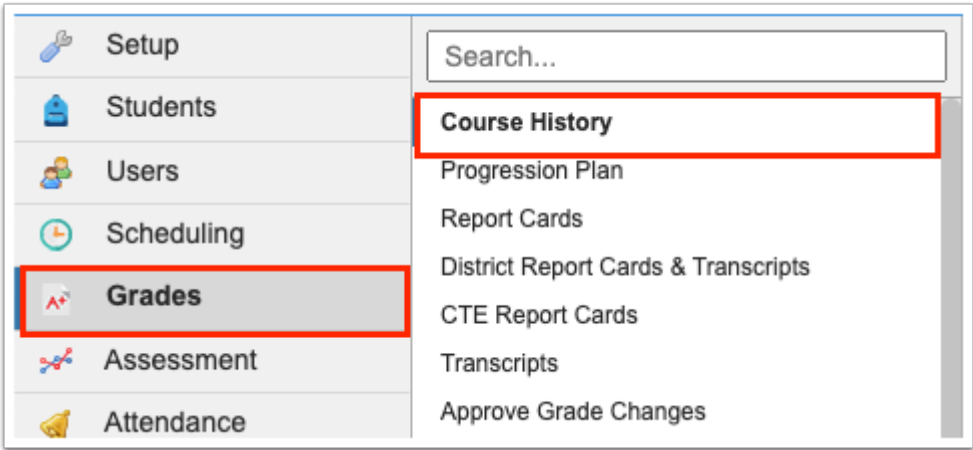 Setup
Students
Users
Scheduling
A+
Grades
Assessment
Attendance
Search...
Course History
Progression Plan
Report Cards
District Report Cards & Transcripts
CTE Report Cards
Transcripts
Approve Grade Changes